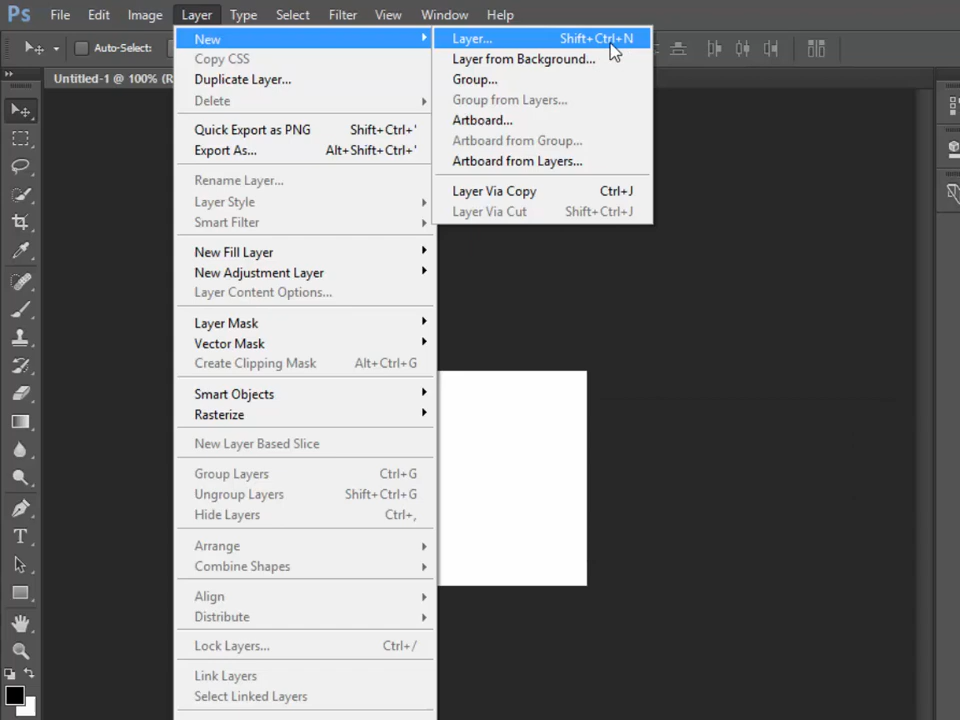 Ps File Edit Image Layer Type Select Filter View Window Help
Auto-Select:
Untitled-1 @ 100% (R
New
Copy CSS
Duplicate Layer...
Delete
Quick Export as PNG Shift+Ctrl+'
Export As... Alt+Shift+Ctrl+'
Rename Layer...
Layer Style
Smart Filter
New Fill Layer
New Adjustment Layer
Layer Content Options...
Layer Mask
Vector Mask
Create Clipping Mask Alt+Ctrl+G
Smart Objects
Rasterize
New Layer Based Slice
Group Layers Ctrl+G
Ungroup Layers Shift+Ctrl+G
Hide Layers Ctrl+,
Arrange
Combine Shapes
Align
Distribute
Lock Layers... Ctrl+/
Link Layers
Select Linked Layers
Layer... Shift+Ctrl+N
Layer from Background...
Group...
Group from Layers...
Artboard...
Artboard from Group...
Artboard from Layers...
Layer Via Copy Ctrl+J
Layer Via Cut Shift+Ctrl+J